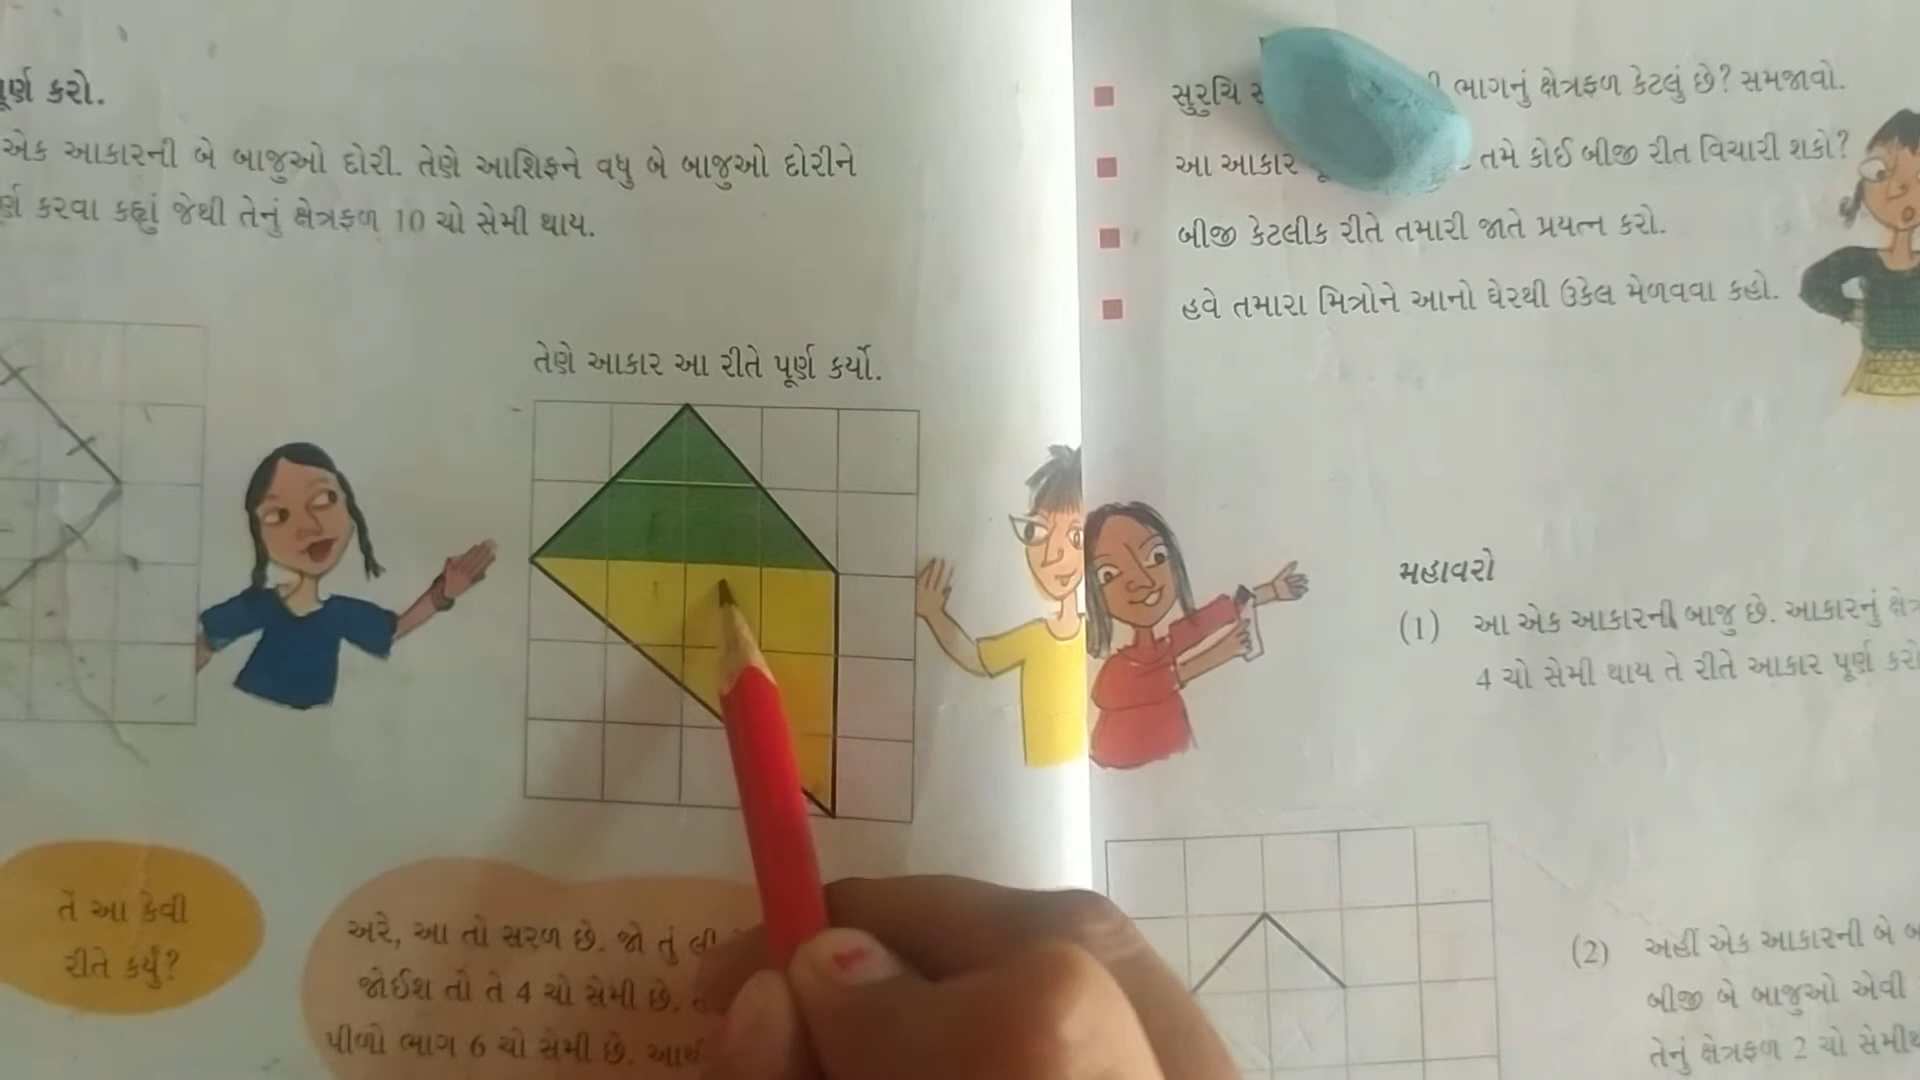 પૂર્ણ કરો.
એક આકારની બે બાજુઓ દોરી. તેણે આશિફને વધુ બે બાજુઓ દોરીને
કરવા કહ્યું જેથી તેનું ક્ષેત્રફળ 10 ચો સેમી થાય.
તેણે આકાર આ રીતે પૂર્ણ કર્યો.
તેં આ કેવી
રીતે કર્યું?
અરે, આ તો સરળ છે. જો તું
જોઈશ તો તે 4 ચો સેમી છે.
પીળો ભાગ 6 ચો સેમી છે.
સુરુચિ ભાગનું ક્ષેત્રફળ કેટલું છે? સમજાવો.
આ આકાર તમે કોઈ બીજી રીત વિચારી શકો?
બીજી કેટલીક રીતે તમારી જાતે પ્રયત્ન કરો.
હવે તમારા મિત્રોને આનો ઘેરથી ઉકેલ મેળવવા કહો.
મહાવરો
(1) આ એક આકારની બાજુ છે. આકારનું
4 ચો સેમી થાય તે રીતે આકાર પૂર્ણ કરો
(2) અહીં એક આકારની બે
બીજી બે બાજુઓ એવી
તેનું ક્ષેત્રફળ 2 ચો સેમી